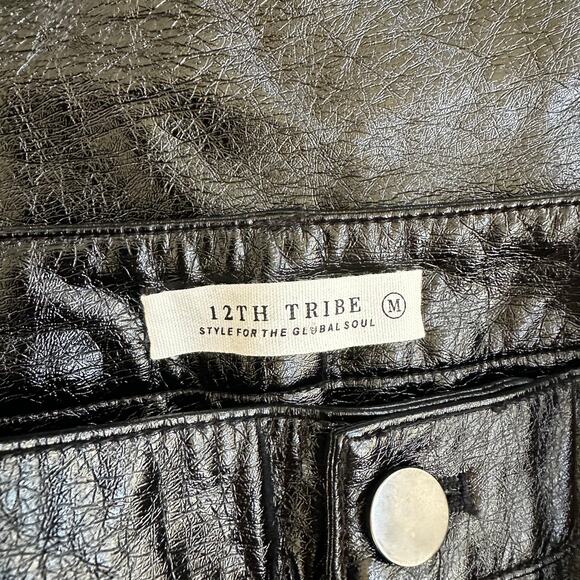 12TH TRIBE M
STYLE FOR THE GLOBAL SOUL